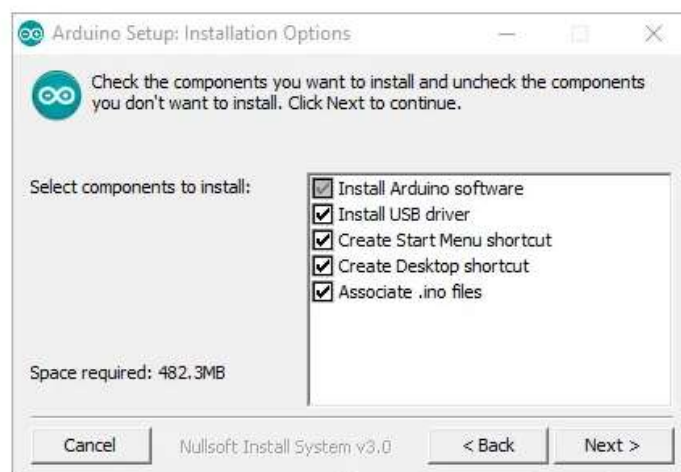 Arduino Setup: Installation Options
Check the components you want to install and uncheck the components
you don't want to install. Click Next to continue.
Select components to install:
Install Arduino software
Install USB driver
Create Start Menu shortcut
Create Desktop shortcut
Associate .ino files
Space required: 482.3MB
Cancel
Nullsoft Install System v3.0
< Back
Next >